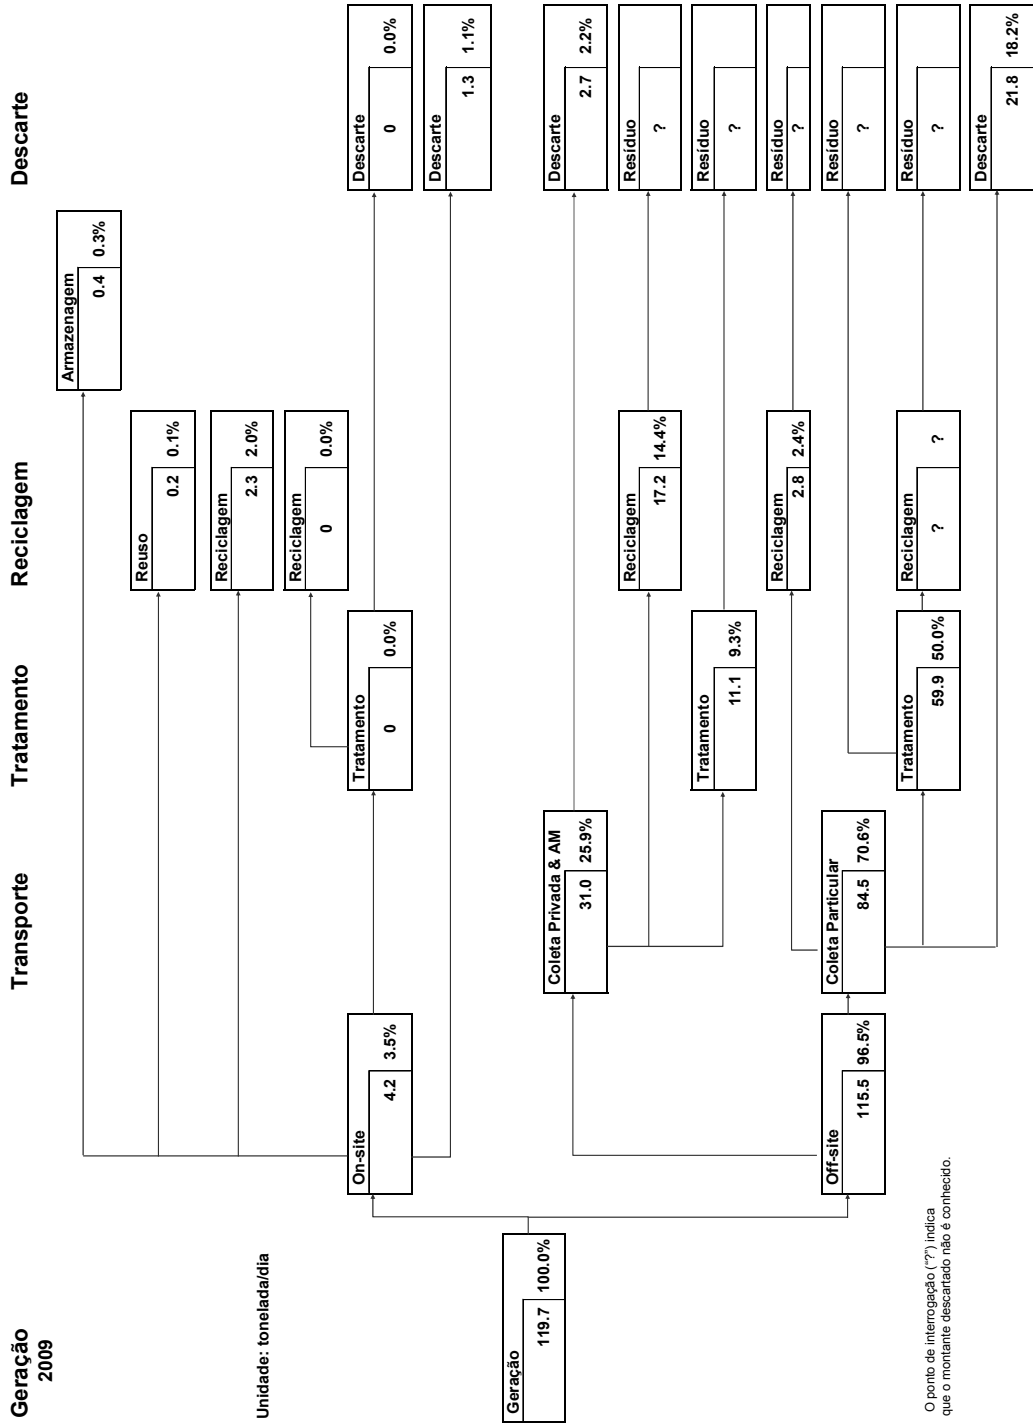 Geração
2009
Transporte
Tratamento
Reciclagem
Descarte
Unidade: tonelada/dia
Geração
119.7 100.0%
On-site
4.2 3.5%
Off-site
115.5 96.5%
Armazenagem
0.4 0.3%
Reuso
0.2 0.1%
Reciclagem
2.3 2.0%
Reciclagem
0 0.0%
Tratamento
0 0.0%
Descarte
0 0.0%
Descarte
1.3 1.1%
Coleta Privada & AM
31.0 25.9%
Descarte
2.7 2.2%
Reciclagem
17.2 14.4%
Resíduo
?
Tratamento
11.1 9.3%
Resíduo
?
Coleta Particular
84.5 70.6%
Reciclagem
2.8 2.4%
Resíduo
?
Resíduo
?
Tratamento
59.9 50.0%
Reciclagem
? ?
Resíduo
?
Descarte
21.8 18.2%
O ponto de interrogação ("?") indica
que o montante descartado não é conhecido.